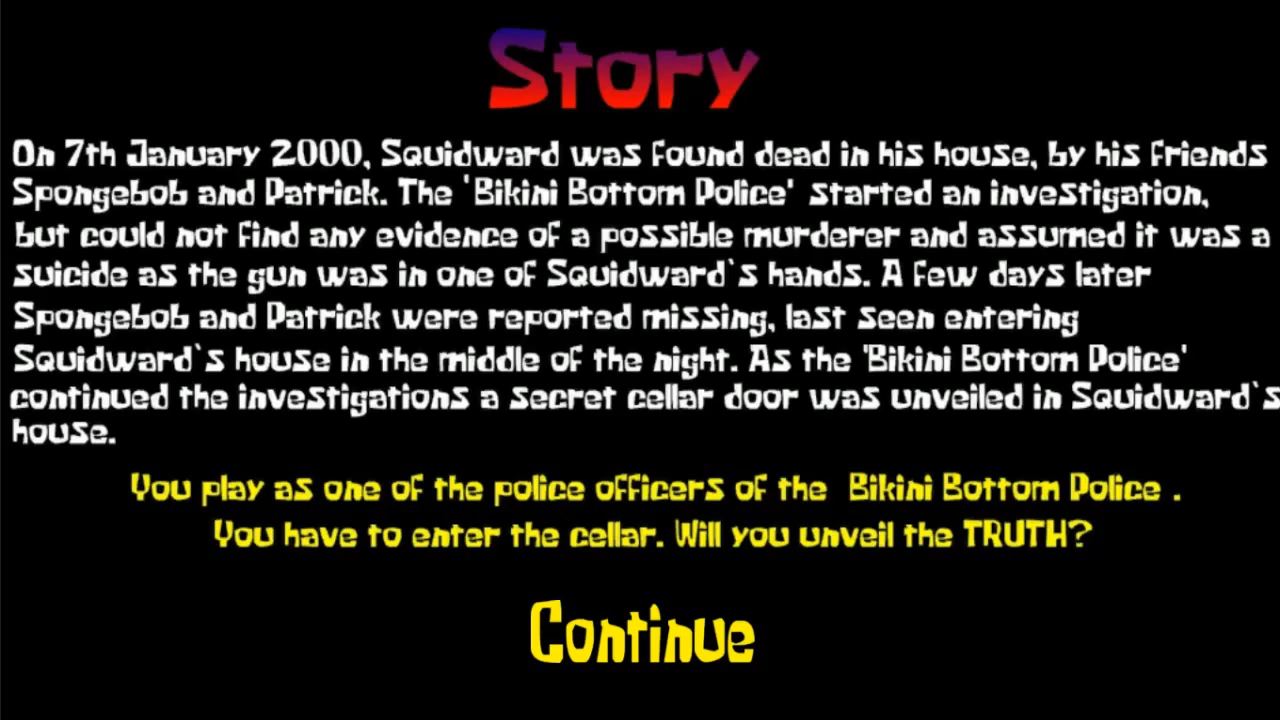 Story
On 7th January 2000, Squidward was found dead in his house, by his friends
Spongebob and Patrick. The 'Bikini Bottom Police' started an investigation,
but could not find any evidence of a possible murderer and assumed it was a
suicide as the gun was in one of Squidward`s hands. A few days later
Spongebob and Patrick were reported missing, last seen entering
Squidward`s house in the middle of the night. As the 'Bikini Bottom Police'
continued the investigations a secret cellar door was unveiled in Squidward`s
house.
You play as one of the police officers of the Bikini Bottom Police .
You have to enter the cellar. Will you unveil the TRUTH?
Continue